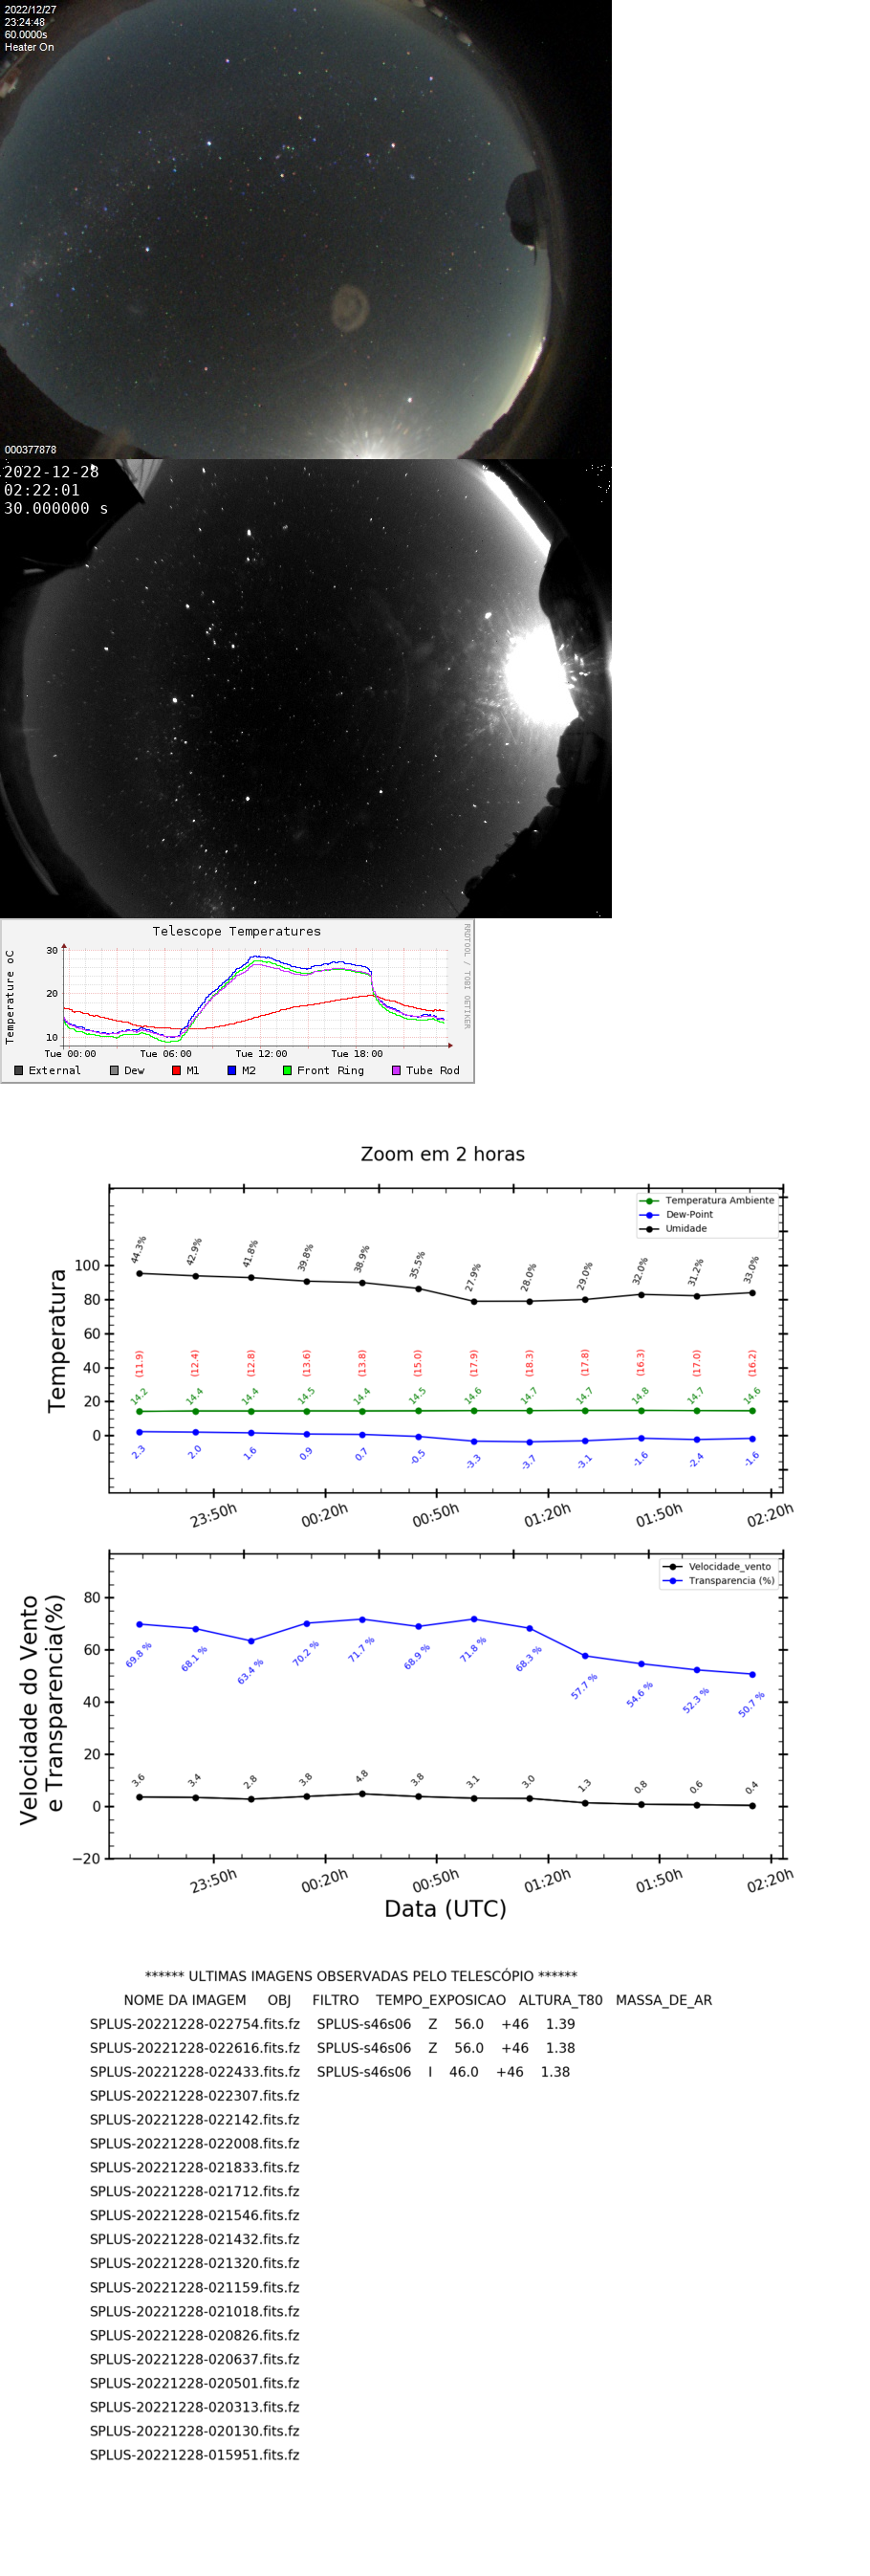 2022/12/27
23:24:48
60.0000s
Heater On
000377878
2022-12-28
02:22:01
30.000000 s
Telescope Temperatures
RRDTOOL / TOBI OETIKER
Temperature oC
30
20
10
Tue 00:00 Tue 06:00 Tue 12:00 Tue 18:00
External Dew M1 M2 Front Ring Tube Rod
Zoom em 2 horas
Temperatura Ambiente
Dew-Point
Umidade
Temperatura
100
80
60
40
20
0
44.3% 42.9% 41.8% 39.8% 38.9% 35.5% 27.9% 28.0% 29.0% 32.0% 31.2% 33.0%
(11.9) (12.4) (12.8) (13.6) (13.8) (15.0) (17.9) (18.3) (17.8) (16.3) (17.0) (16.2)
14.2 14.4 14.4 14.5 14.4 14.5 14.6 14.7 14.7 14.8 14.7 14.6
2.3 2.0 1.6 0.9 0.7 -0.5 -3.3 -3.7 -3.1 -1.6 -2.4 -1.6
23:50h 00:20h 00:50h 01:20h 01:50h 02:20h
Velocidade_vento
Transparencia (%)
Velocidade do Vento
e Transparencia(%)
80
60
40
20
0
−20
69.8 % 68.1 % 63.4 % 70.2 % 71.7 % 68.9 % 71.8 % 68.3 % 57.7 % 54.6 % 52.3 % 50.7 %
3.6 3.4 2.8 3.8 4.8 3.8 3.1 3.0 1.3 0.8 0.6 0.4
23:50h 00:20h 00:50h 01:20h 01:50h 02:20h
Data (UTC)
****** ULTIMAS IMAGENS OBSERVADAS PELO TELESCÓPIO ******
NOME DA IMAGEM OBJ FILTRO TEMPO_EXPOSICAO ALTURA_T80 MASSA_DE_AR
SPLUS-20221228-022754.fits.fz SPLUS-s46s06 Z 56.0 +46 1.39
SPLUS-20221228-022616.fits.fz SPLUS-s46s06 Z 56.0 +46 1.38
SPLUS-20221228-022433.fits.fz SPLUS-s46s06 I 46.0 +46 1.38
SPLUS-20221228-022307.fits.fz
SPLUS-20221228-022142.fits.fz
SPLUS-20221228-022008.fits.fz
SPLUS-20221228-021833.fits.fz
SPLUS-20221228-021712.fits.fz
SPLUS-20221228-021546.fits.fz
SPLUS-20221228-021432.fits.fz
SPLUS-20221228-021320.fits.fz
SPLUS-20221228-021159.fits.fz
SPLUS-20221228-021018.fits.fz
SPLUS-20221228-020826.fits.fz
SPLUS-20221228-020637.fits.fz
SPLUS-20221228-020501.fits.fz
SPLUS-20221228-020313.fits.fz
SPLUS-20221228-020130.fits.fz
SPLUS-20221228-015951.fits.fz